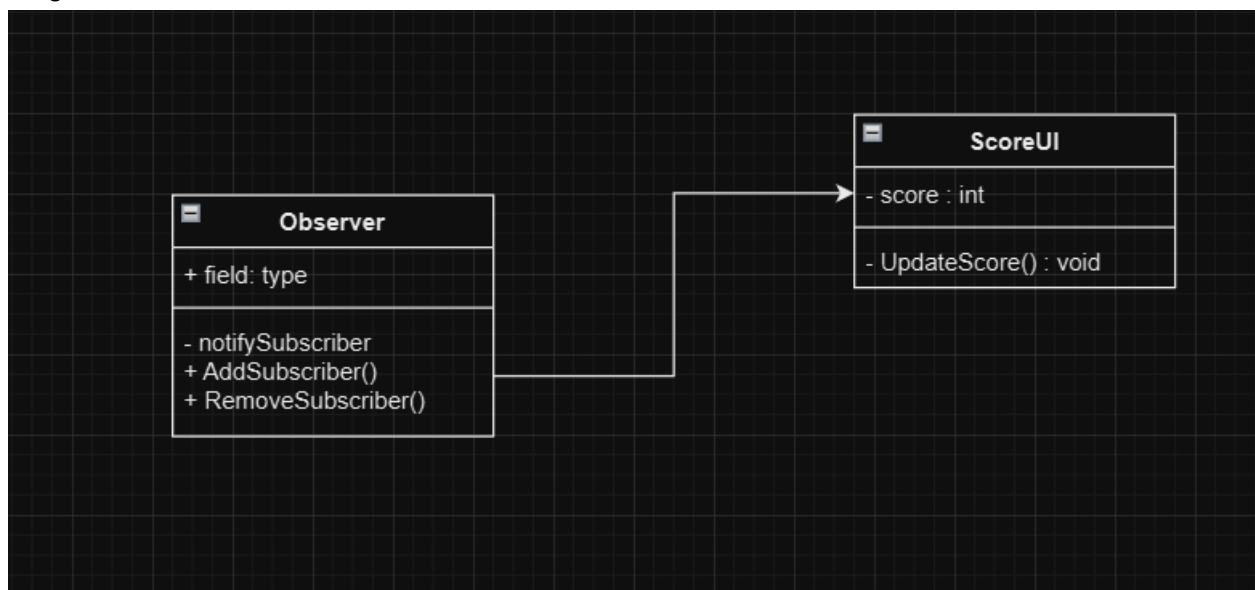 Observer
+ field: type
- notifySubscriber
+ AddSubscriber()
+ RemoveSubscriber()
ScoreUI
- score : int
- UpdateScore() : void